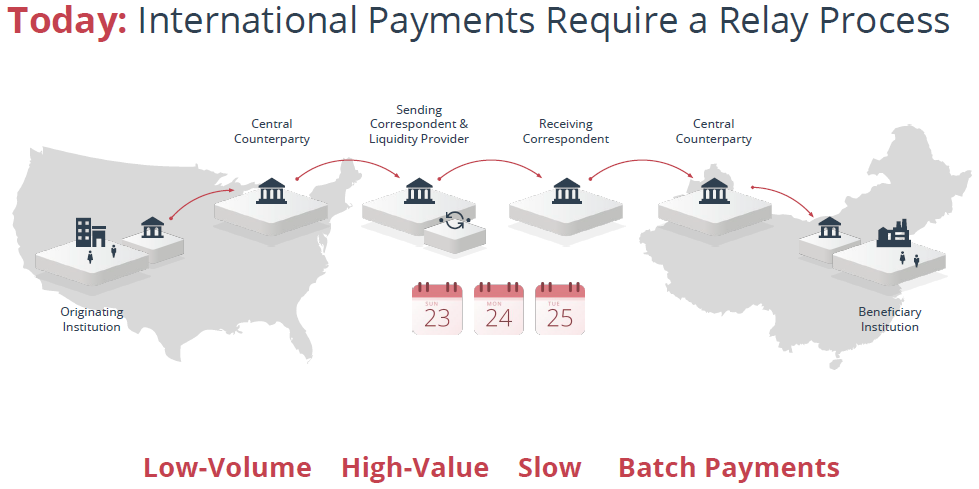 Today: International Payments Require a Relay Process
Central
Counterparty
Sending
Correspondent &
Liquidity Provider
Receiving
Correspondent
Central
Counterparty
Originating
Institution
SUN
23
MON
24
TUE
25
Beneficiary
Institution
Low-Volume High-Value Slow Batch Payments